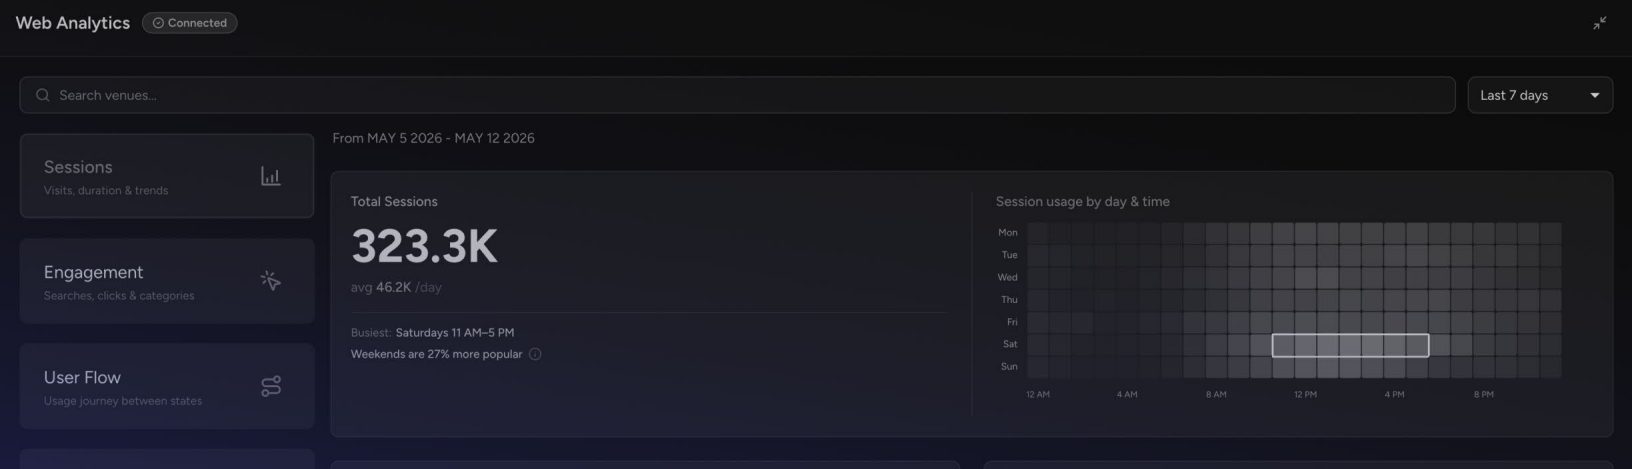 Web Analytics
Connected
Search venues...
Last 7 days
Sessions
Visits, duration & trends
Engagement
Searches, clicks & categories
User Flow
Usage journey between states
From MAY 5 2026 - MAY 12 2026
Total Sessions
323.3K
avg 46.2K /day
Busiest: Saturdays 11 AM–5 PM
Weekends are 27% more popular
Session usage by day & time
Mon
Tue
Wed
Thu
Fri
Sat
Sun
12 AM 4 AM 8 AM 12 PM 4 PM 8 PM